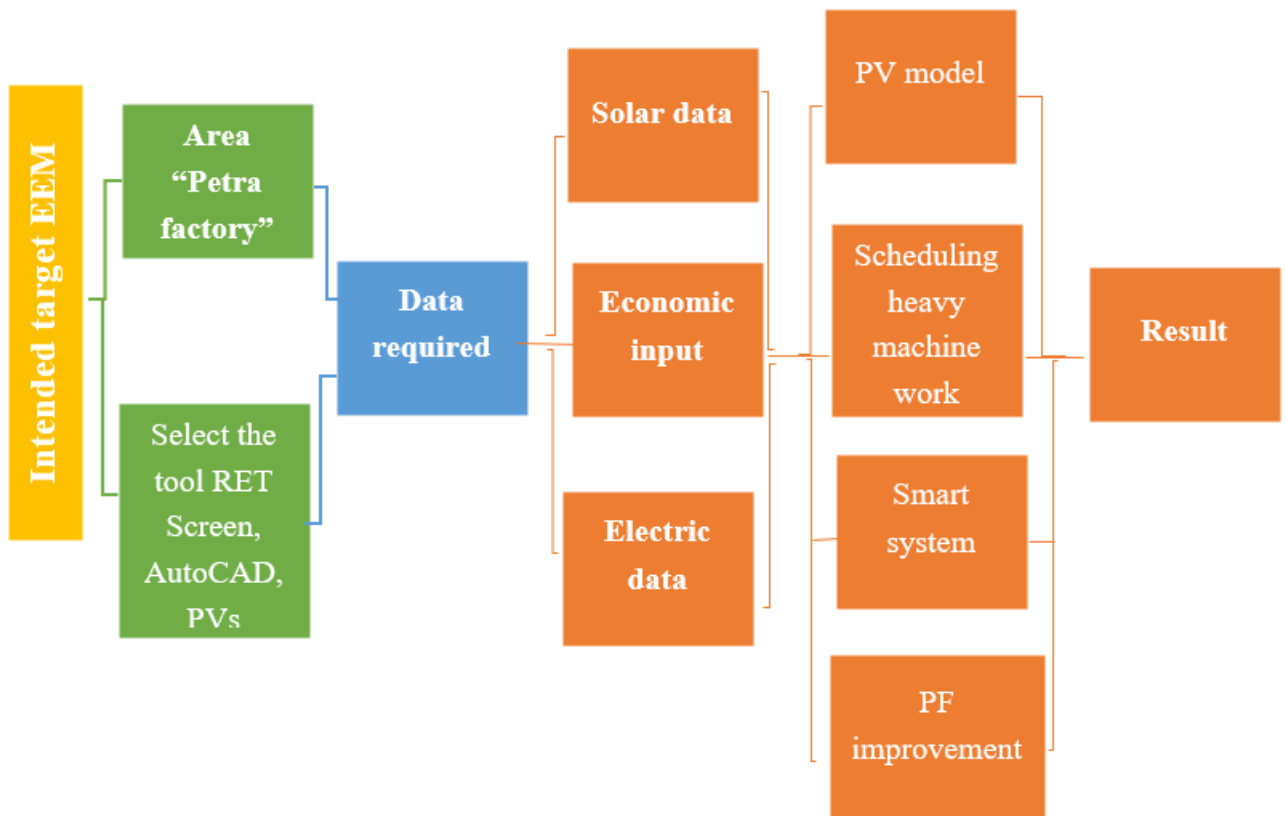 Intended target EEM
Area
“Petra
factory”
Select the
tool RET
Screen,
AutoCAD,
PVs
Data
required
Solar data
Economic
input
Electric
data
PV model
Scheduling
heavy
machine
work
Smart
system
PF
improvement
Result